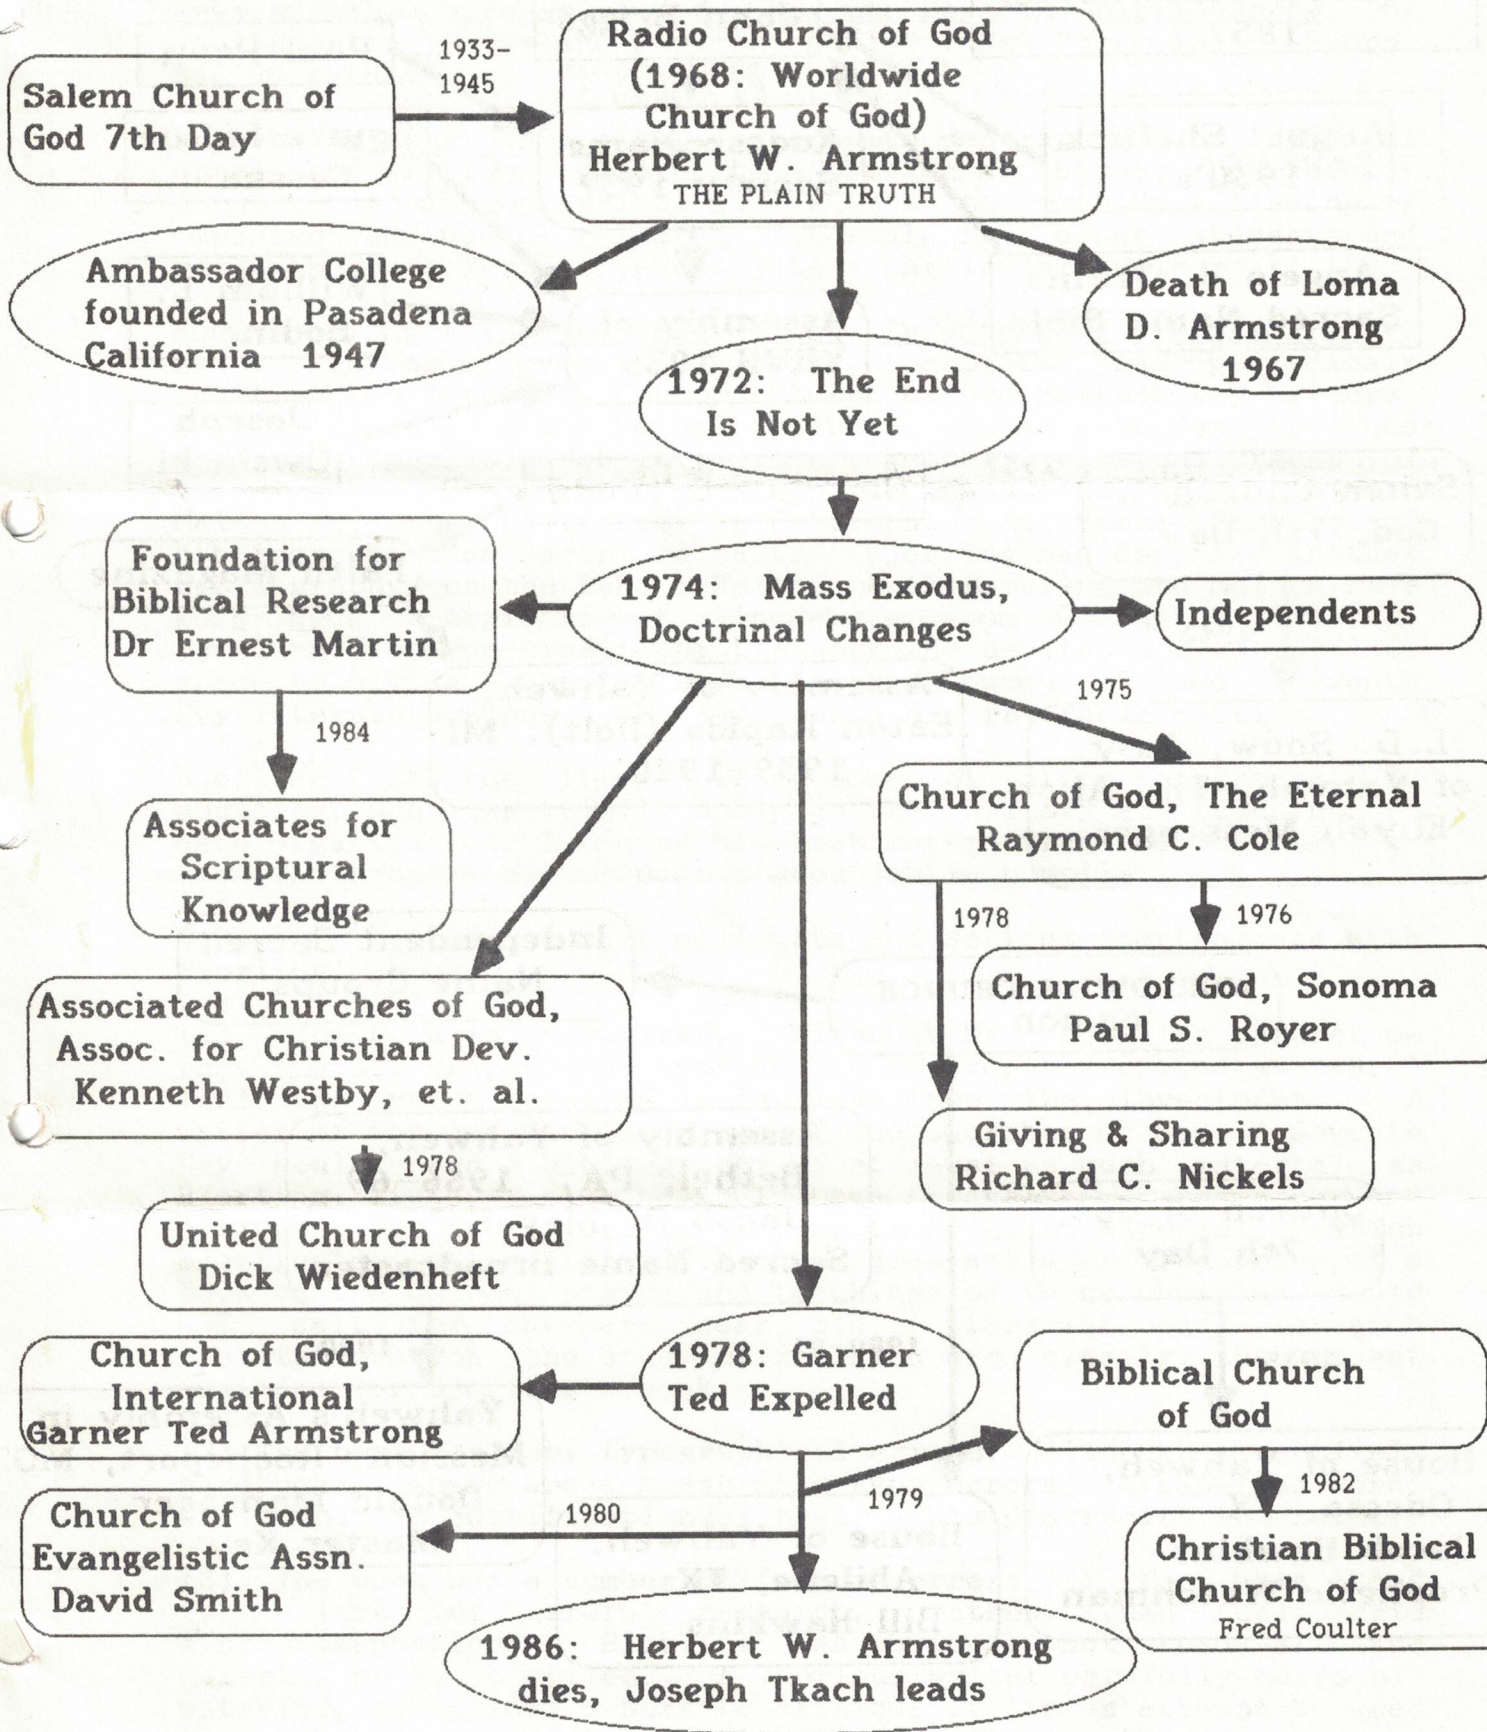 Salem Church of
God 7th Day
1933-
1945
Radio Church of God
(1968: Worldwide
Church of God)
Herbert W. Armstrong
THE PLAIN TRUTH
Ambassador College
founded in Pasadena
California 1947
1972: The End
Is Not Yet
Death of Loma
D. Armstrong
1967
Foundation for
Biblical Research
Dr Ernest Martin
1974: Mass Exodus,
Doctrinal Changes
Independents
1984
1975
Associates for
Scriptural
Knowledge
Church of God, The Eternal
Raymond C. Cole
1978
1976
Associated Churches of God,
Assoc. for Christian Dev.
Kenneth Westby, et. al.
Church of God, Sonoma
Paul S. Royer
Giving & Sharing
Richard C. Nickels
1978
United Church of God
Dick Wiedenheft
Church of God,
International
Garner Ted Armstrong
1978: Garner
Ted Expelled
Biblical Church
of God
1979
1982
1980
Church of God
Evangelistic Assn.
David Smith
Christian Biblical
Church of God
Fred Coulter
1986: Herbert W. Armstrong
dies, Joseph Tkach leads